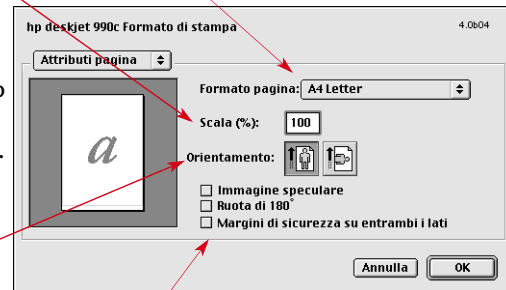 hp deskjet 990c Formato di stampa 4.0b04
Attributi pagina
Formato pagina: A4 Letter
a
Scala (%): 100
Orientamento:
Immagine speculare
Ruota di 180°
Margini di sicurezza su entrambi i lati
Annulla OK